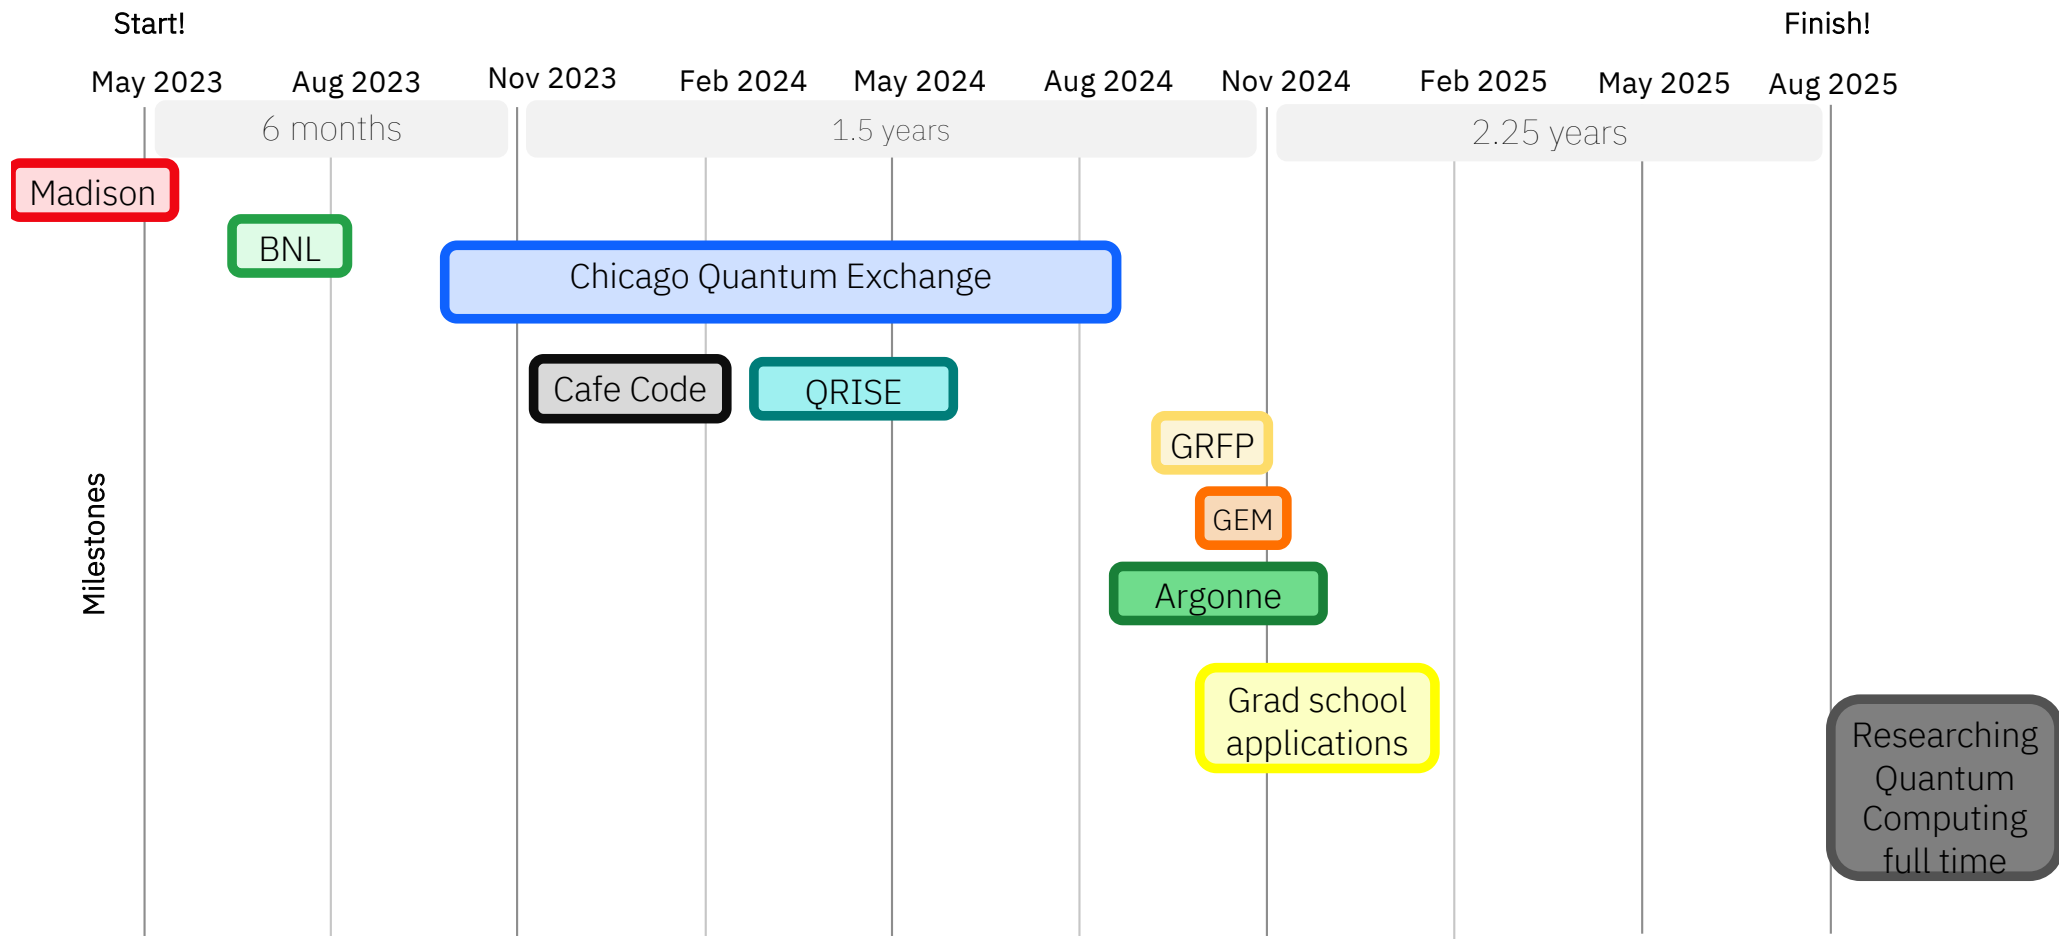 Start!
Finish!
May 2023
Aug 2023
Nov 2023
Feb 2024
May 2024
Aug 2024
Nov 2024
Feb 2025
May 2025
Aug 2025
6 months
1.5 years
2.25 years
Madison
BNL
Chicago Quantum Exchange
Cafe Code
QRISE
GRFP
GEM
Milestones
Argonne
Grad school
applications
Researching
Quantum
Computing
full time